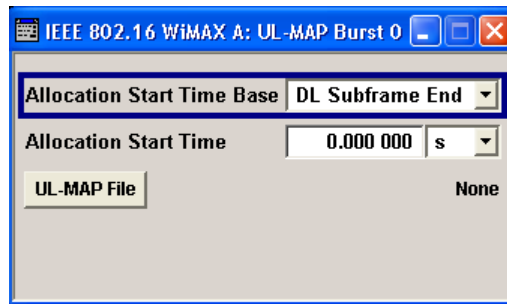 IEEE 802.16 WiMAX A: UL-MAP Burst 0
Allocation Start Time Base DL Subframe End
Allocation Start Time 0.000 000 s
UL-MAP File None